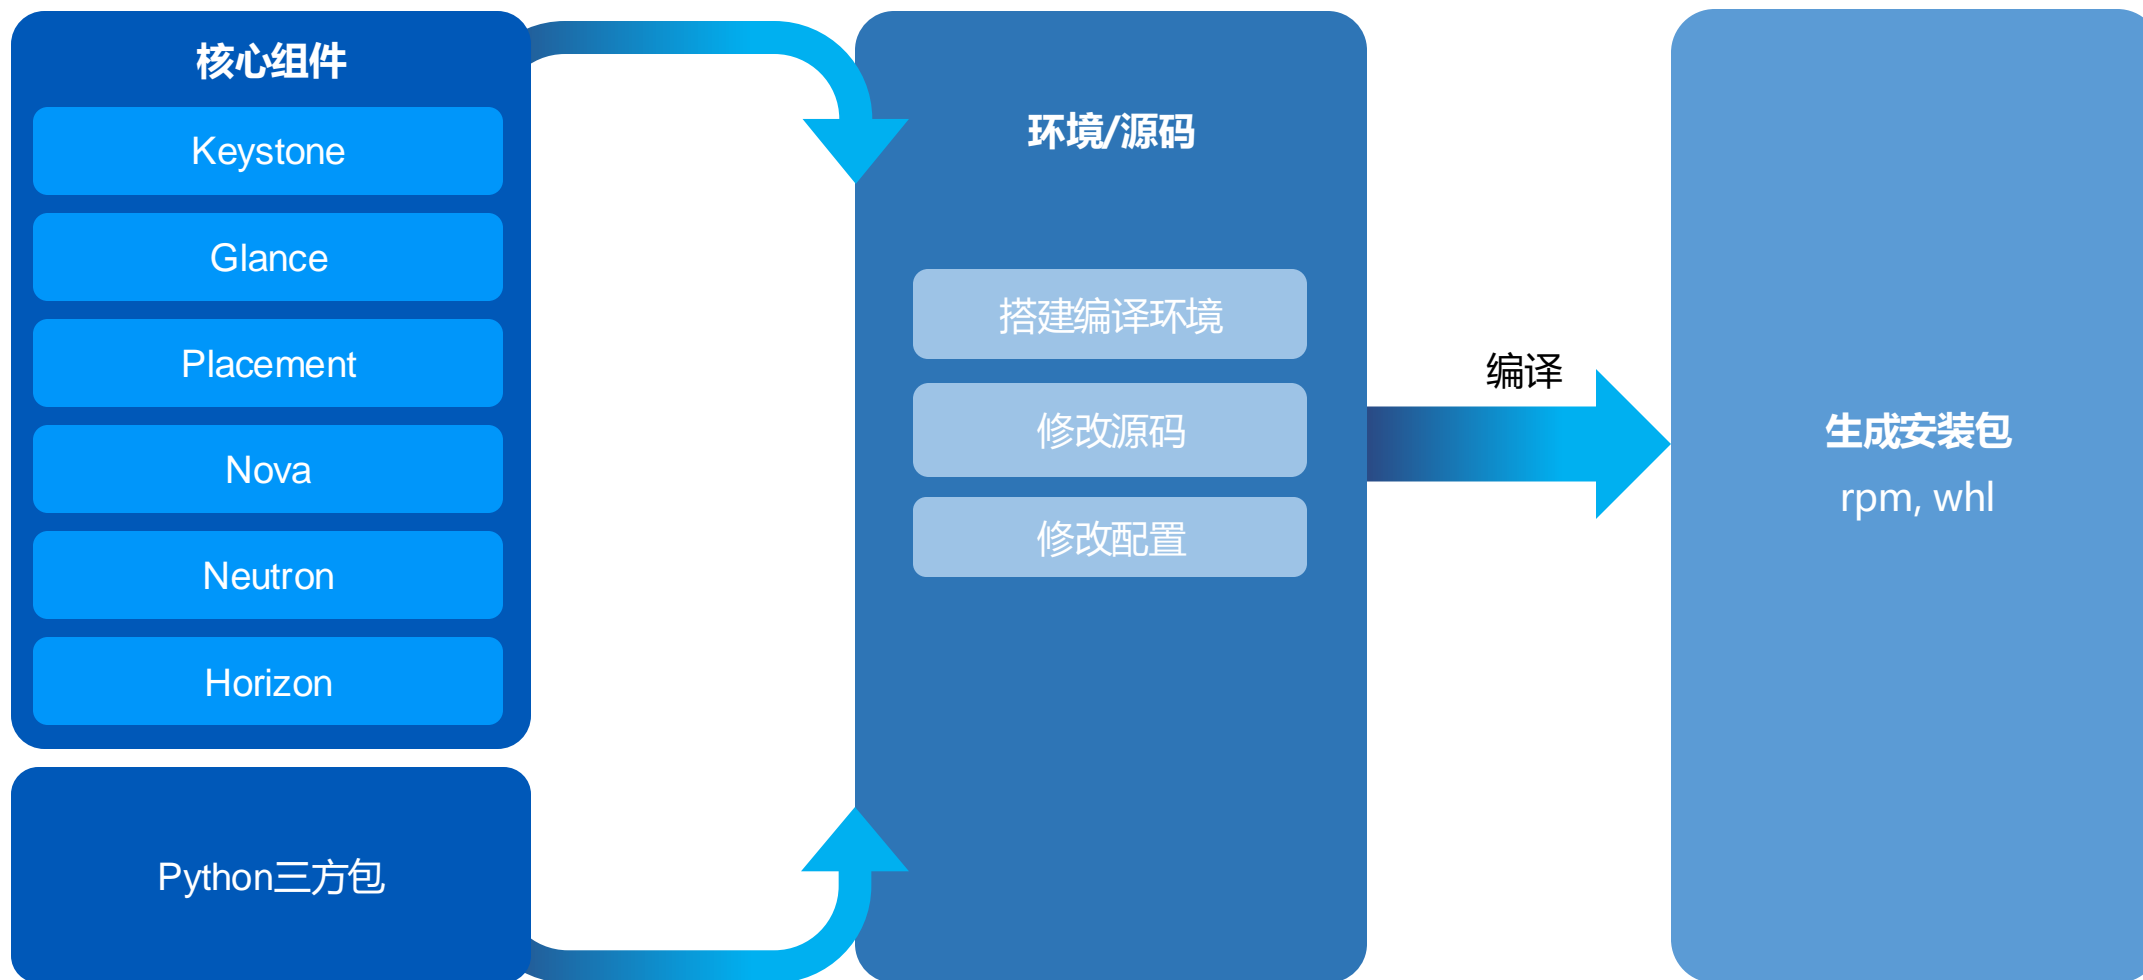 核心组件
Keystone
Glance
Placement
Nova
Neutron
Horizon
Python三方包
环境/源码
搭建编译环境
修改源码
修改配置
编译
生成安装包
rpm, whl